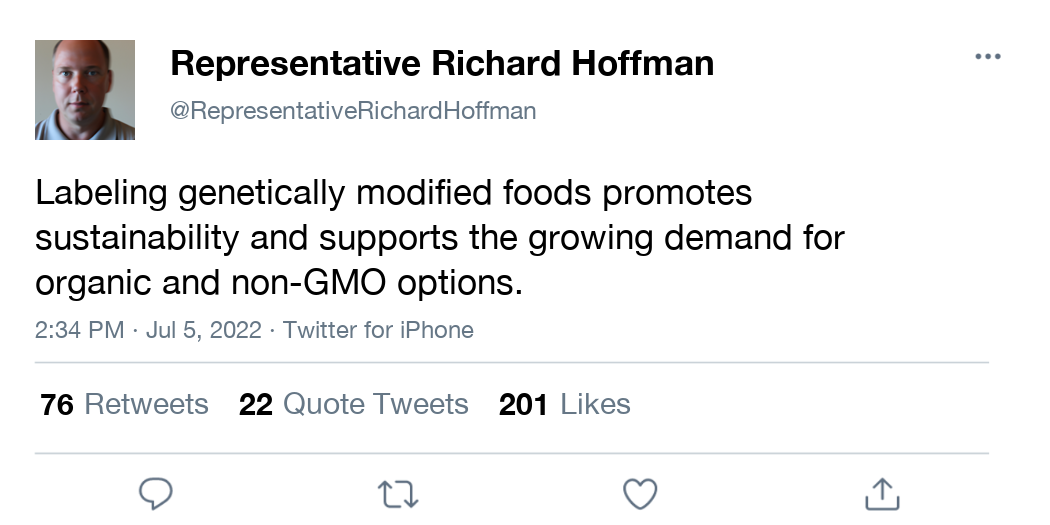 Representative Richard Hoffman
@RepresentativeRichardHoffman
Labeling genetically modified foods promotes
sustainability and supports the growing demand for
organic and non-GMO options.
2:34 PM · Jul 5, 2022 · Twitter for iPhone
76 Retweets 22 Quote Tweets 201 Likes